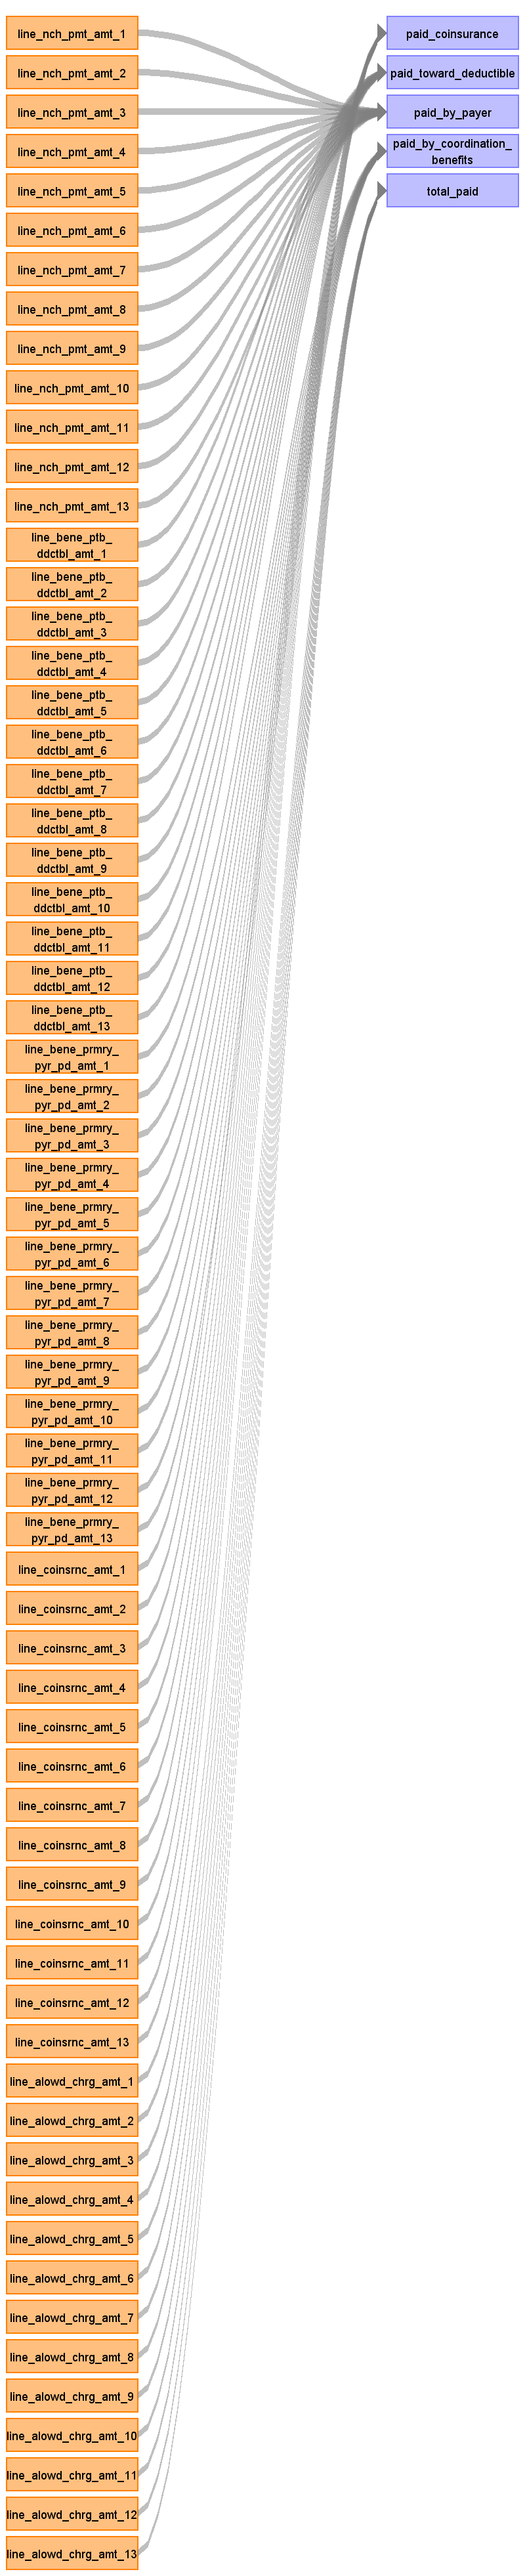 line_nch_pmt_amt_1
line_nch_pmt_amt_2
line_nch_pmt_amt_3
line_nch_pmt_amt_4
line_nch_pmt_amt_5
line_nch_pmt_amt_6
line_nch_pmt_amt_7
line_nch_pmt_amt_8
line_nch_pmt_amt_9
line_nch_pmt_amt_10
line_nch_pmt_amt_11
line_nch_pmt_amt_12
line_nch_pmt_amt_13
line_bene_ptb_
ddctbl_amt_1
line_bene_ptb_
ddctbl_amt_2
line_bene_ptb_
ddctbl_amt_3
line_bene_ptb_
ddctbl_amt_4
line_bene_ptb_
ddctbl_amt_5
line_bene_ptb_
ddctbl_amt_6
line_bene_ptb_
ddctbl_amt_7
line_bene_ptb_
ddctbl_amt_8
line_bene_ptb_
ddctbl_amt_9
line_bene_ptb_
ddctbl_amt_10
line_bene_ptb_
ddctbl_amt_11
line_bene_ptb_
ddctbl_amt_12
line_bene_ptb_
ddctbl_amt_13
line_bene_prmry_
pyr_pd_amt_1
line_bene_prmry_
pyr_pd_amt_2
line_bene_prmry_
pyr_pd_amt_3
line_bene_prmry_
pyr_pd_amt_4
line_bene_prmry_
pyr_pd_amt_5
line_bene_prmry_
pyr_pd_amt_6
line_bene_prmry_
pyr_pd_amt_7
line_bene_prmry_
pyr_pd_amt_8
line_bene_prmry_
pyr_pd_amt_9
line_bene_prmry_
pyr_pd_amt_10
line_bene_prmry_
pyr_pd_amt_11
line_bene_prmry_
pyr_pd_amt_12
line_bene_prmry_
pyr_pd_amt_13
line_coinsrnc_amt_1
line_coinsrnc_amt_2
line_coinsrnc_amt_3
line_coinsrnc_amt_4
line_coinsrnc_amt_5
line_coinsrnc_amt_6
line_coinsrnc_amt_7
line_coinsrnc_amt_8
line_coinsrnc_amt_9
line_coinsrnc_amt_10
line_coinsrnc_amt_11
line_coinsrnc_amt_12
line_coinsrnc_amt_13
line_alowd_chrg_amt_1
line_alowd_chrg_amt_2
line_alowd_chrg_amt_3
line_alowd_chrg_amt_4
line_alowd_chrg_amt_5
line_alowd_chrg_amt_6
line_alowd_chrg_amt_7
line_alowd_chrg_amt_8
line_alowd_chrg_amt_9
line_alowd_chrg_amt_10
line_alowd_chrg_amt_11
line_alowd_chrg_amt_12
line_alowd_chrg_amt_13
paid_coinsurance
paid_toward_deductible
paid_by_payer
paid_by_coordination_
benefits
total_paid